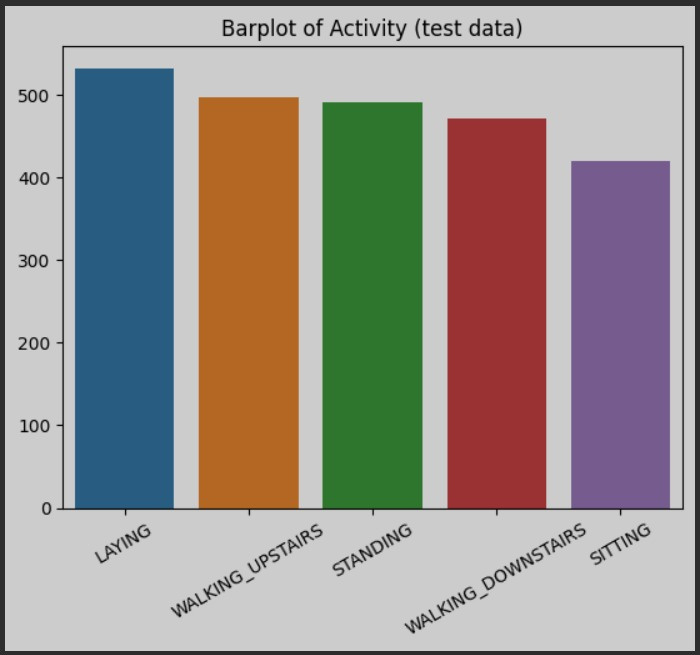 Barplot of Activity (test data)
500
400
300
200
100
0
LAYING
WALKING_UPSTAIRS
STANDING
WALKING_DOWNSTAIRS
SITTING